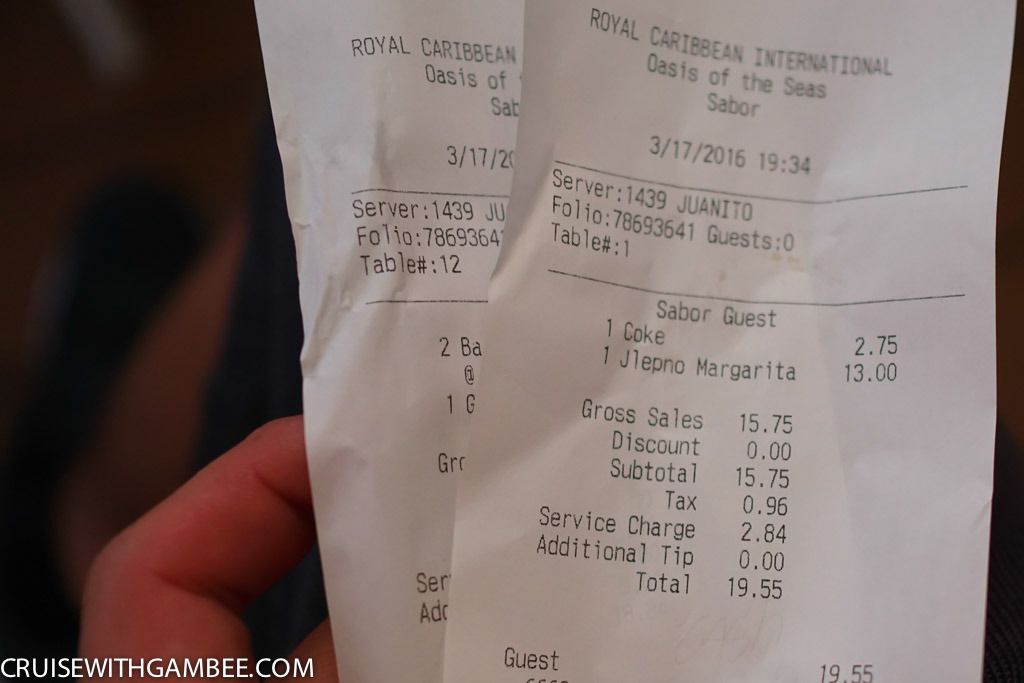 ROYAL CARIBBEAN
Oasis of
Sab
3/17/20
Server:1439 JU
Folio:7869364
Table#:12
2 Ba
@
1 G
Gro
Ser
Add
ROYAL CARIBBEAN INTERNATIONAL
Oasis of the Seas
Sabor
3/17/2016 19:34
Server:1439 JUANITO
Folio:78693641 Guests:0
Table#:1
Sabor Guest
1 Coke 2.75
1 Jlepno Margarita 13.00
Gross Sales 15.75
Discount 0.00
Subtotal 15.75
Tax 0.96
Service Charge 2.84
Additional Tip 0.00
Total 19.55
Guest 19.55
CRUISEWITHGAMBEE.COM